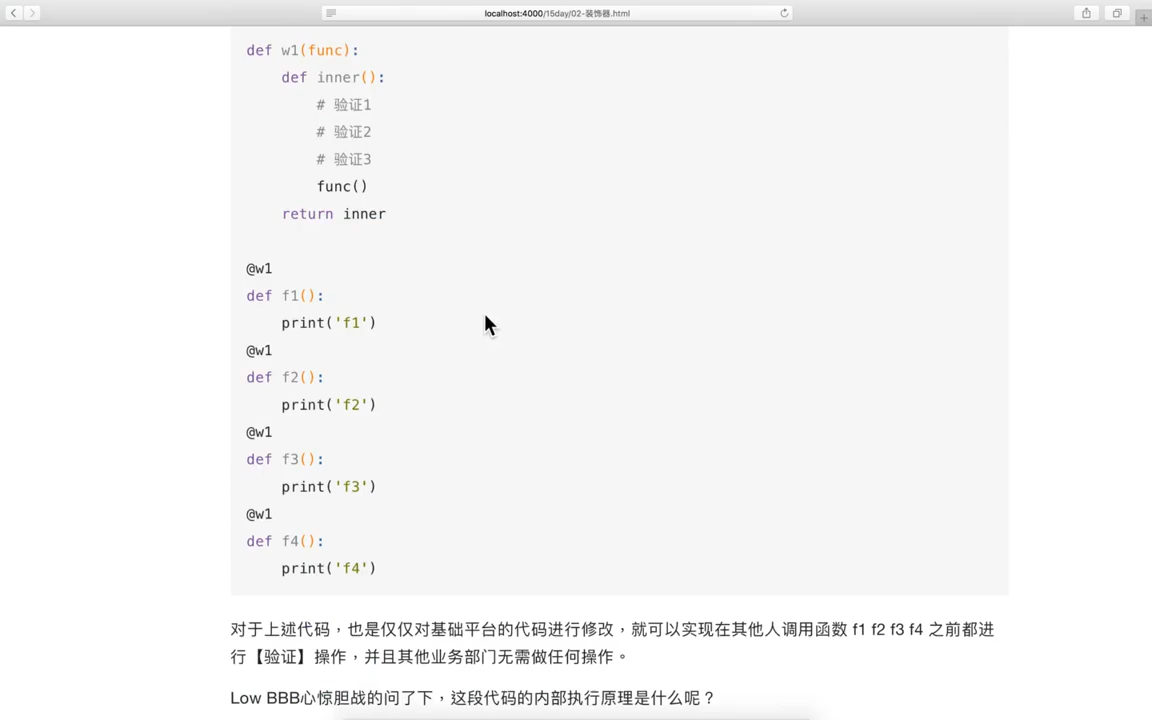 localhost:4000/15day/02-装饰器.html
def w1(func):
    def inner():
        # 验证1
        # 验证2
        # 验证3
        func()
    return inner
@w1
def f1():
    print('f1')
@w1
def f2():
    print('f2')
@w1
def f3():
    print('f3')
@w1
def f4():
    print('f4')
对于上述代码，也是仅仅对基础平台的代码进行修改，就可以实现在其他人调用函数 f1 f2 f3 f4 之前都进
行【验证】操作，并且其他业务部门无需做任何操作。
Low BBB心惊胆战的问了下，这段代码的内部执行原理是什么呢？